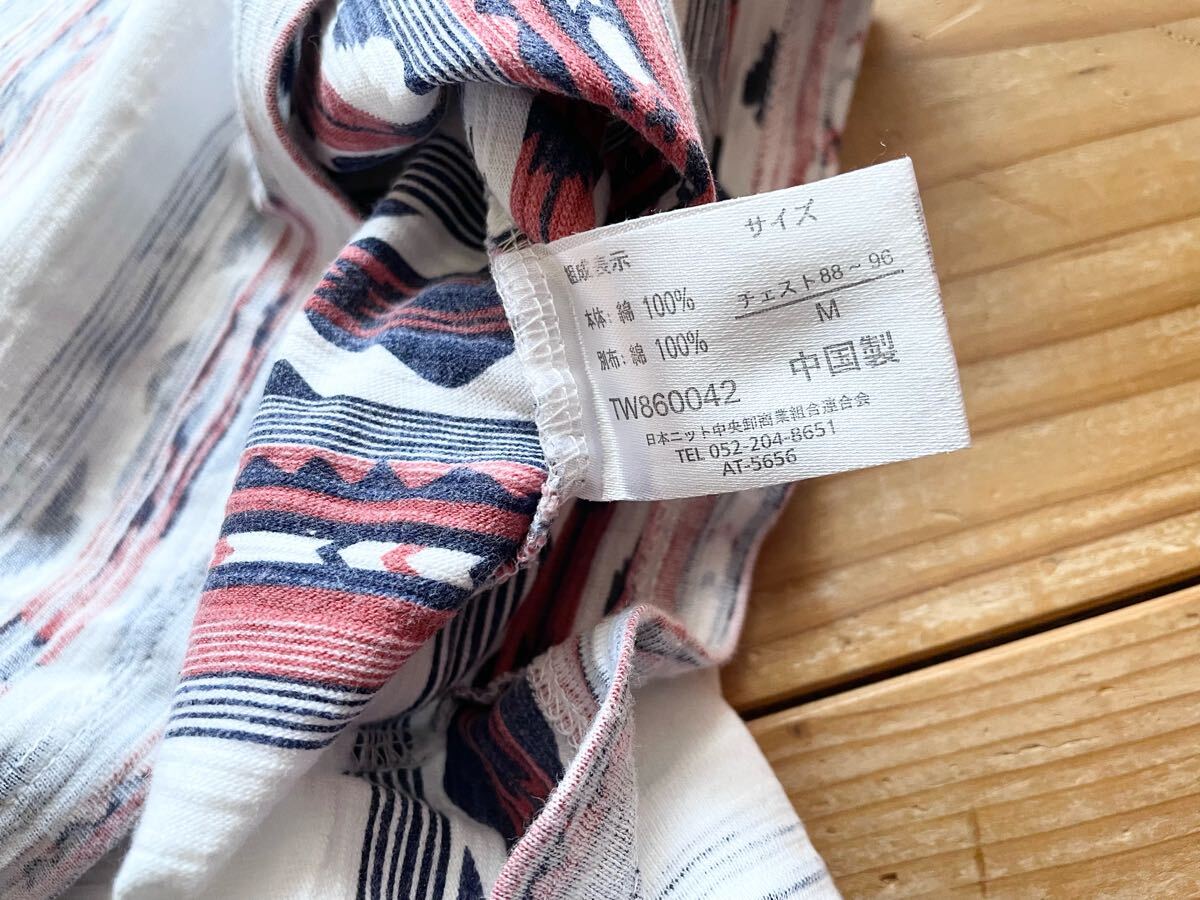 組成表示
本体: 綿 100%
別布: 綿 100%
サイズ
チェスト88～96
M
中国製
TW860042
日本ニット中央卸商業組合連合会
TEL 052-204-8651
AT-5656